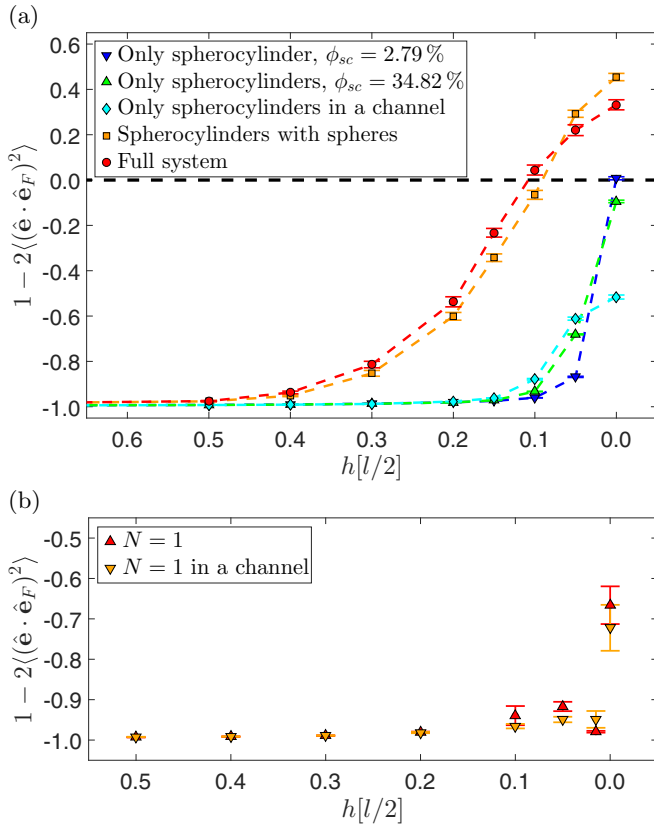 (a)
0.6
0.4
0.2
0.0
-0.2
-0.4
-0.6
-0.8
-1.0
1 − 2⟨(ê · ê_F)²⟩
Only spherocylinder, ϕ_sc = 2.79 %
Only spherocylinders, ϕ_sc = 34.82 %
Only spherocylinders in a channel
Spherocylinders with spheres
Full system
0.6 0.5 0.4 0.3 0.2 0.1 0.0
h[l/2]
(b)
-0.5
-0.6
-0.7
-0.8
-0.9
-1.0
1 − 2⟨(ê · ê_F)²⟩
N = 1
N = 1 in a channel
0.5 0.4 0.3 0.2 0.1 0.0
h[l/2]